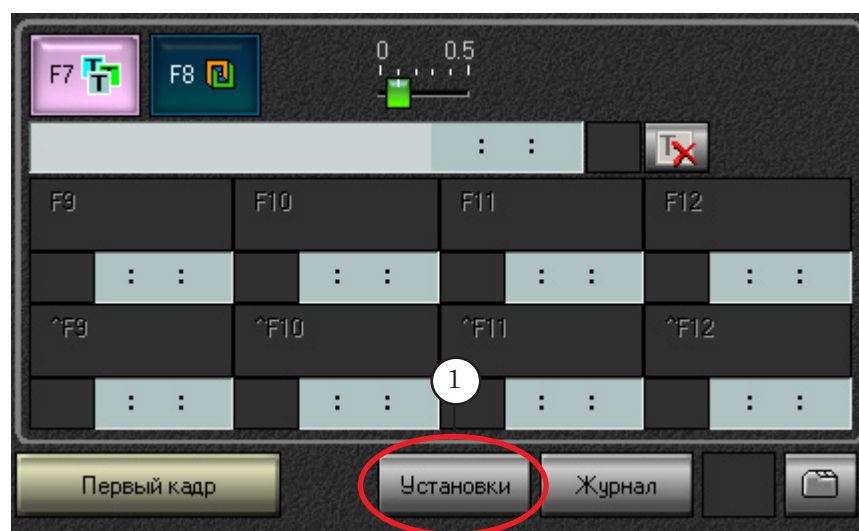 0 0.5
F7 F8
: :
F9 F10 F11 F12
: : : : : : : :
^F9 ^F10 ^F11 ^F12
1
: : : : : : : :
Первый кадр Установки Журнал